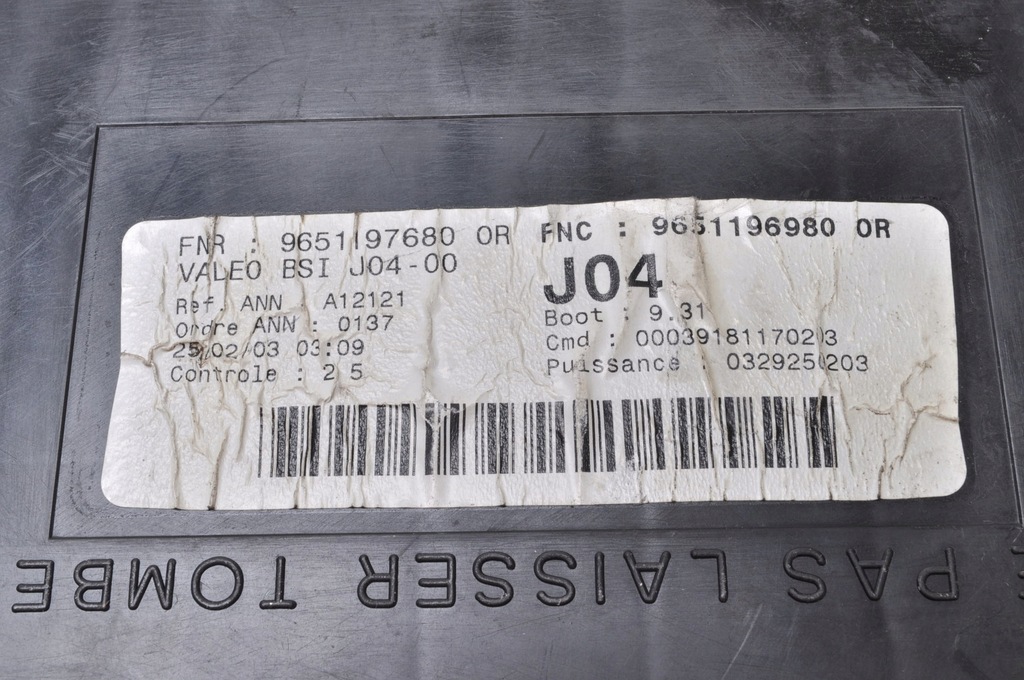 FNR : 9651197680 OR
VALEO BSI J04-00
Ref. ANN : A12121
Ordre ANN : 0137
25/02/03 03:09
Controle : 2 5
FNC : 9651196980 OR
J04
Boot : 9.31
Cmd : 00039181170203
Puissance : 0329250203
PAS LAISSER TOMBE